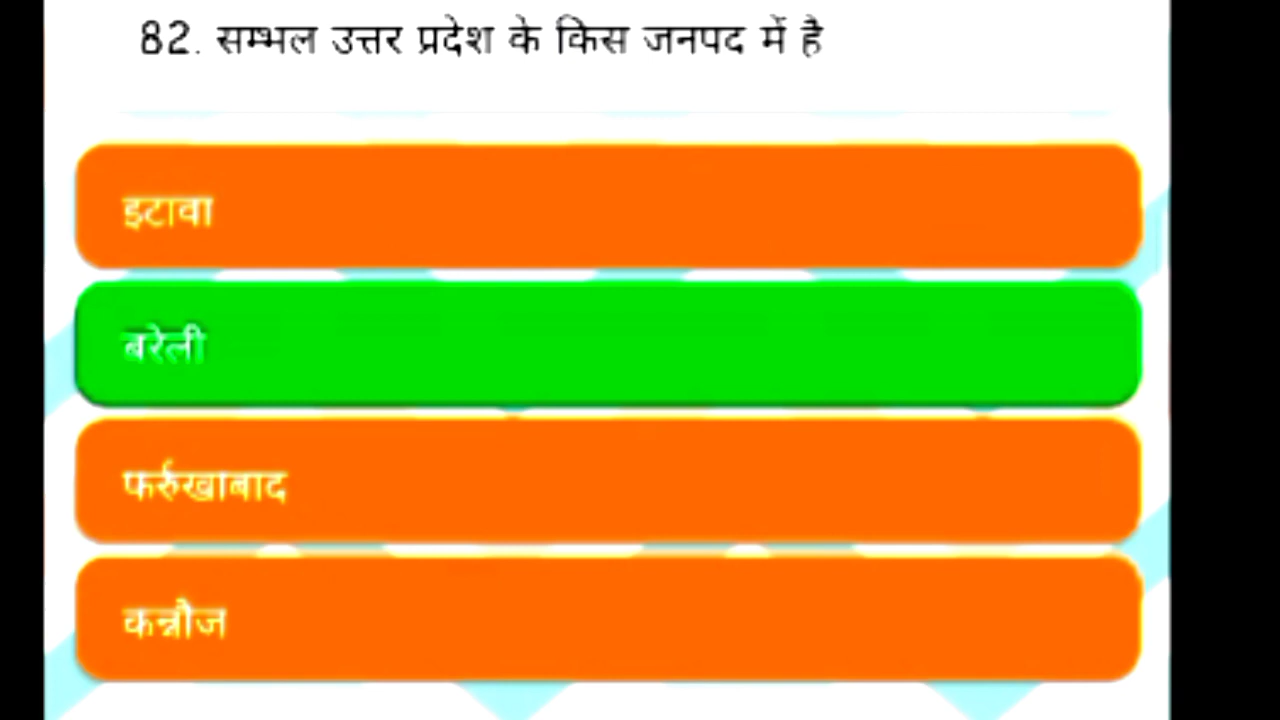 82. सम्भल उत्तर प्रदेश के किस जनपद में है
इटावा
बरेली
फर्रुखाबाद
कन्नौज